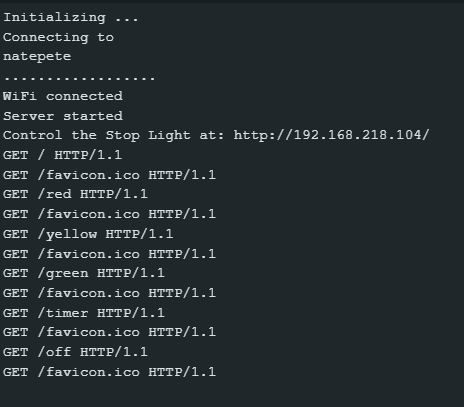 Initializing ...
Connecting to
natepete
..................
WiFi connected
Server started
Control the Stop Light at: http://192.168.218.104/
GET / HTTP/1.1
GET /favicon.ico HTTP/1.1
GET /red HTTP/1.1
GET /favicon.ico HTTP/1.1
GET /yellow HTTP/1.1
GET /favicon.ico HTTP/1.1
GET /green HTTP/1.1
GET /favicon.ico HTTP/1.1
GET /timer HTTP/1.1
GET /favicon.ico HTTP/1.1
GET /off HTTP/1.1
GET /favicon.ico HTTP/1.1